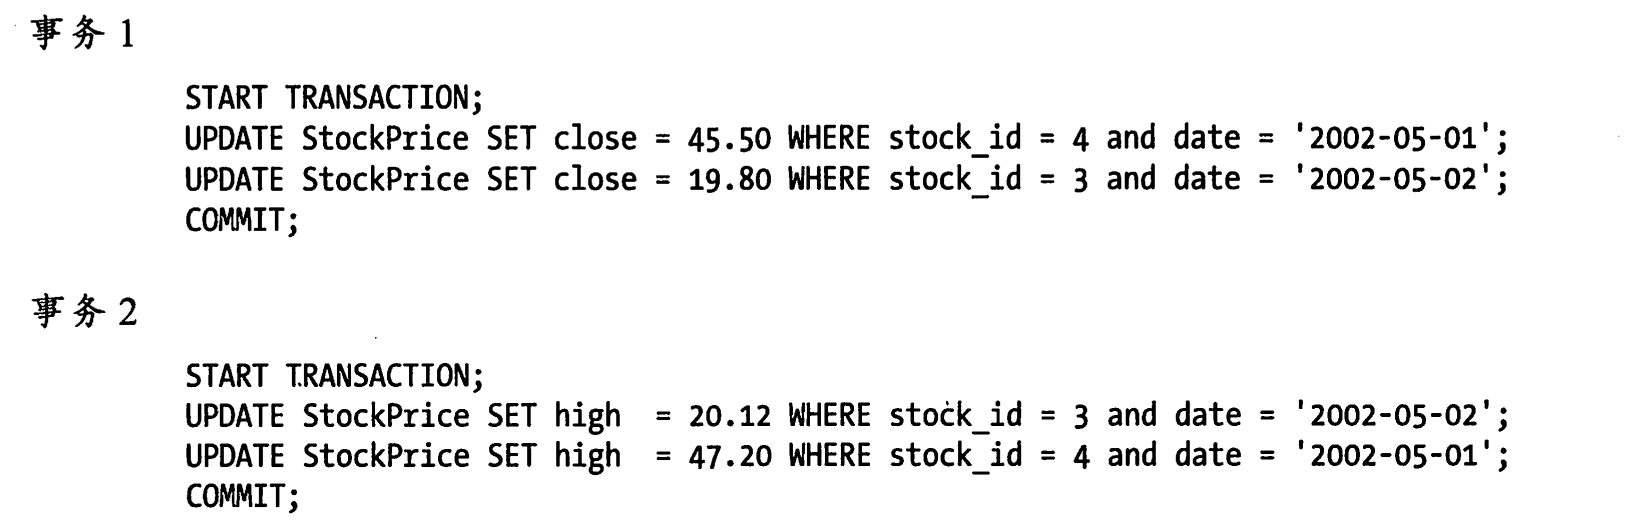 事务1
START TRANSACTION;
UPDATE StockPrice SET close = 45.50 WHERE stock_id = 4 and date = '2002-05-01';
UPDATE StockPrice SET close = 19.80 WHERE stock_id = 3 and date = '2002-05-02';
COMMIT;
事务2
START TRANSACTION;
UPDATE StockPrice SET high  = 20.12 WHERE stock_id = 3 and date = '2002-05-02';
UPDATE StockPrice SET high  = 47.20 WHERE stock_id = 4 and date = '2002-05-01';
COMMIT;